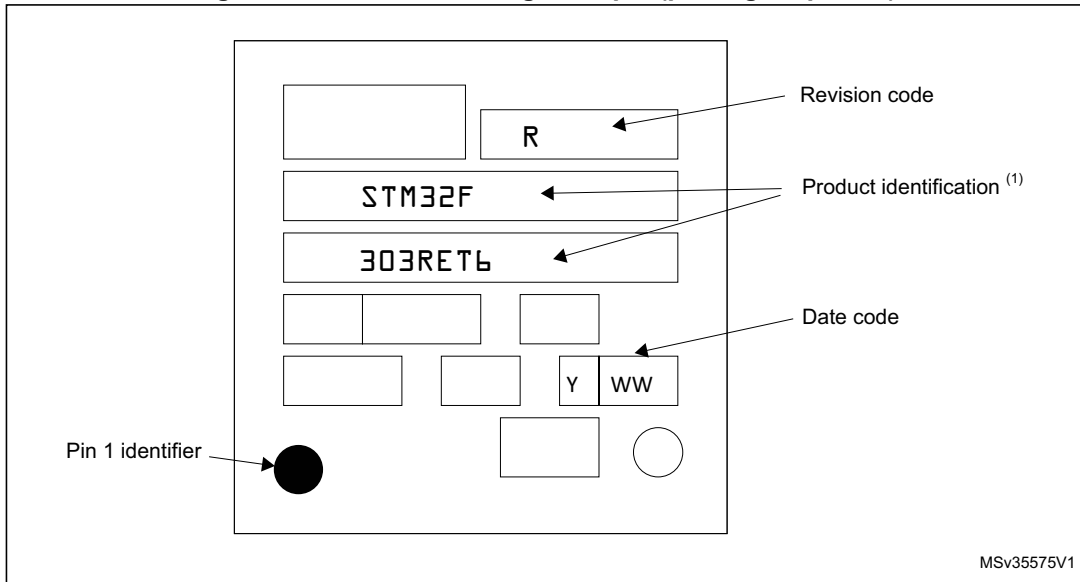 Revision code
R
STM32F
Product identification (1)
303RET6
Date code
Y WW
Pin 1 identifier
MSv35575V1